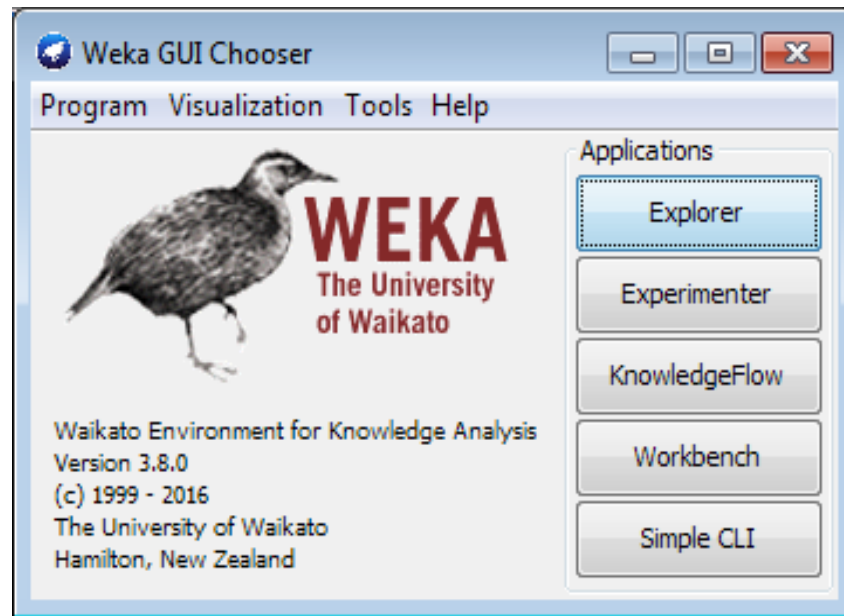 Weka GUI Chooser
Program Visualization Tools Help
WEKA
The University
of Waikato
Waikato Environment for Knowledge Analysis
Version 3.8.0
(c) 1999 - 2016
The University of Waikato
Hamilton, New Zealand
Applications
Explorer
Experimenter
KnowledgeFlow
Workbench
Simple CLI